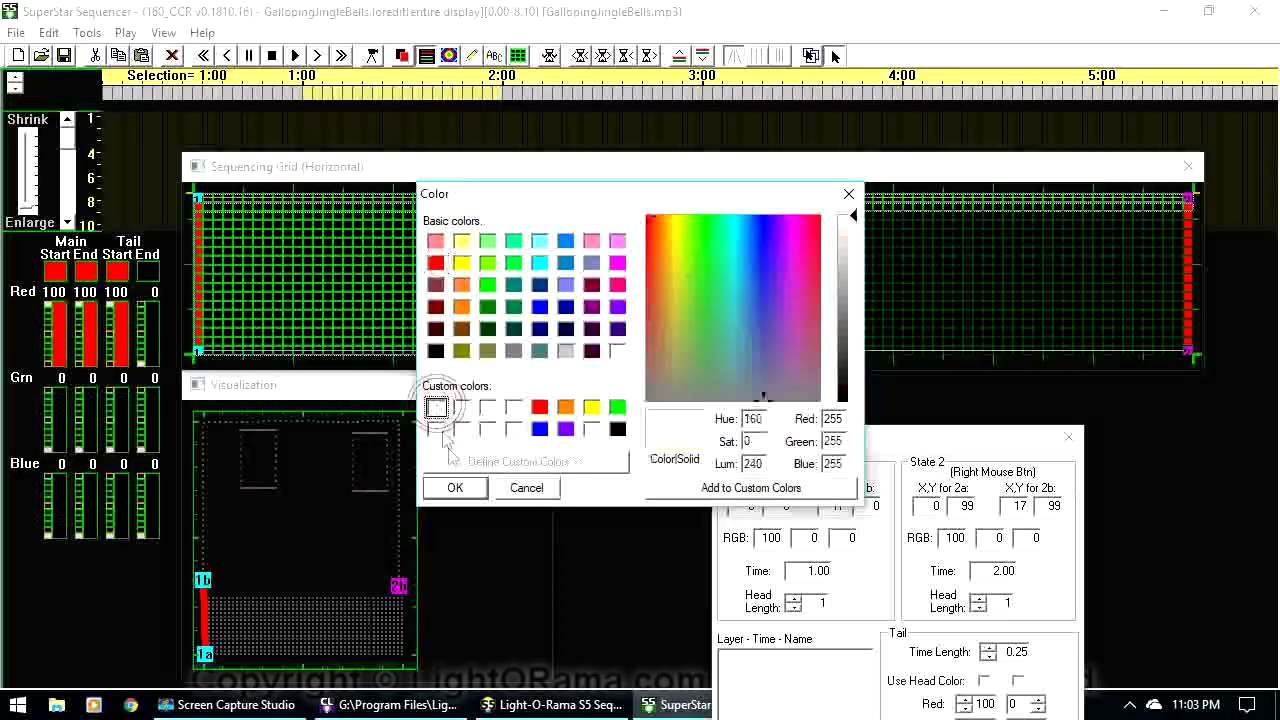 SuperStar Sequencer - (160_CCR v0.1810.16) - GallopingJingleBells.loredit[entire display][0.00-8.10] [GallopingJingleBells.mp3]
File Edit Tools Play View Help
ABC
Selection= 1:00 1:00 2:00 3:00 4:00 5:00
Shrink
1
4
6
8
10
Enlarge
Main Tail
Start End Start End
Red 100 100 100 0
Grn 0 0 0 0
Blue 0 0 0 0
Sequencing Grid (Horizontal)
Visualization
1b
2b
1a
Color
Basic colors:
Custom colors:
Define Custom Colors >>
OK Cancel
Hue: 160 Red: 255
Sat: 0 Green: 255
Color|Solid Lum: 240 Blue: 255
Add to Custom Colors
State 2
(Right Mouse Btn)
X,Y for 2a: X,Y for 2b:
0 99 17 99
RGB: 100 0 0 RGB: 100 0 0
Time: 1.00 Time: 2.00
Head Length: 1 Head Length: 1
Layer - Time - Name
Tail
Time Length: 0.25
Use Head Color:
Red: 100 0
Copyright © LightORama.com
Screen Capture Studio
G:\Program Files\Lig...
Light-O-Rama S5 Seq...
SuperStar
11:03 PM